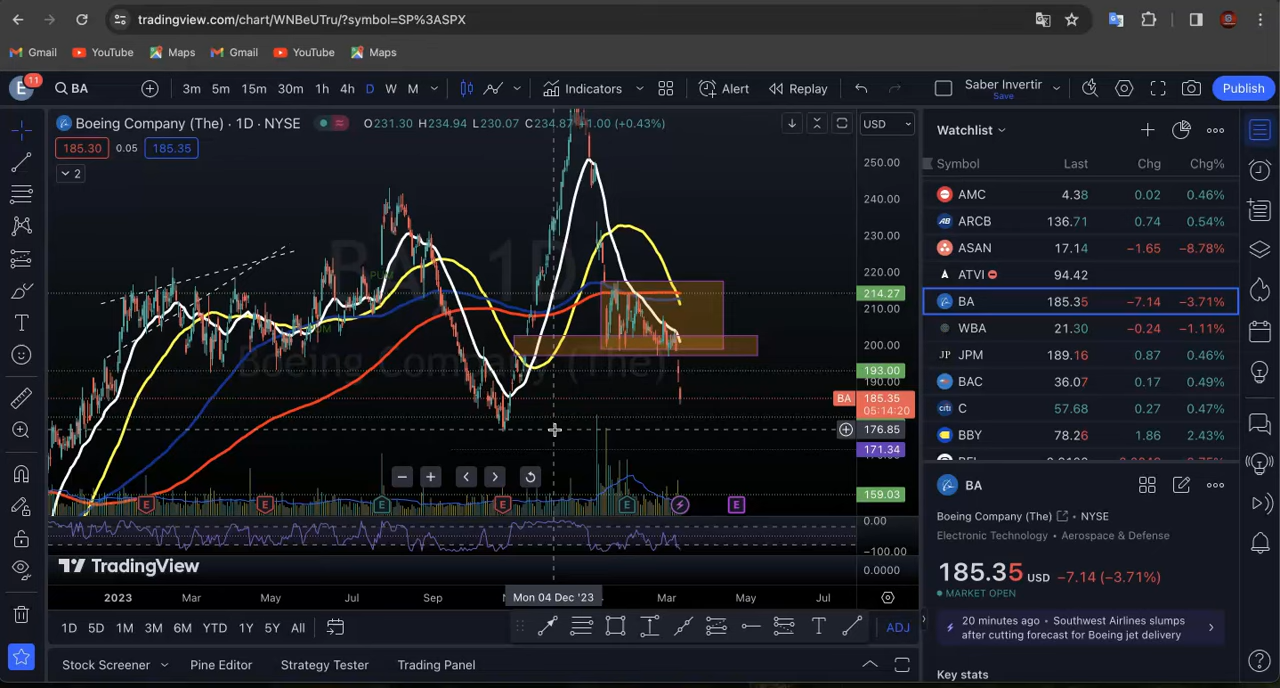 tradingview.com/chart/WNBeUTru/?symbol=SP%3ASPX
Gmail YouTube Maps Gmail YouTube Maps
E 11 BA 3m 5m 15m 30m 1h 4h D W M Indicators Alert Replay Saber Invertir Save Publish
Boeing Company (The) · 1D · NYSE O231.30 H234.94 L230.07 C234.87 +1.00 (+0.43%) USD
185.30 0.05 185.35
2
250.00
240.00
230.00
220.00
214.27
210.00
200.00
193.00
190.00
BA 185.35
05:14:20
176.85
171.34
159.03
0.00
−100.00
0.0000
BA, 1D
Boeing Company (The)
E E E E E E
TradingView
2023 Mar May Jul Sep Mon 04 Dec '23 Mar May Jul
1D 5D 1M 3M 6M YTD 1Y 5Y All ADJ
Stock Screener Pine Editor Strategy Tester Trading Panel
Watchlist
Symbol Last Chg Chg%
AMC 4.38 0.02 0.46%
ARCB 136.71 0.74 0.54%
ASAN 17.14 −1.65 −8.78%
ATVI 94.42
BA 185.35 −7.14 −3.71%
WBA 21.30 −0.24 −1.11%
JPM 189.16 0.87 0.46%
BAC 36.07 0.17 0.49%
C 57.68 0.27 0.47%
BBY 78.26 1.86 2.43%
BA
Boeing Company (The) • NYSE
Electronic Technology • Aerospace & Defense
185.35 USD −7.14 (−3.71%)
MARKET OPEN
20 minutes ago • Southwest Airlines slumps
after cutting forecast for Boeing jet delivery
Key stats